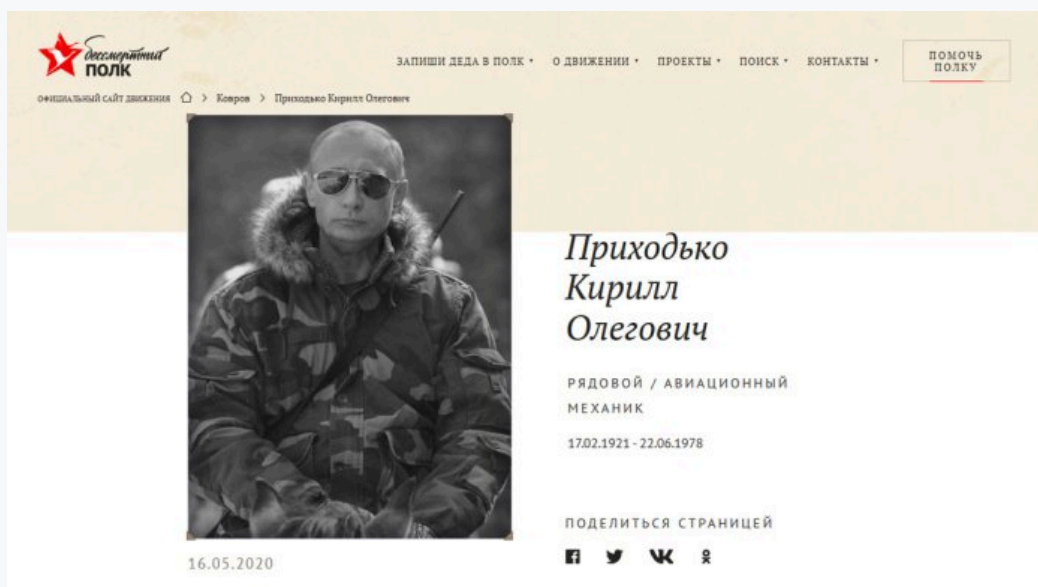 бессмертный
ПОЛК
ЗАПИШИ ДЕДА В ПОЛК
О ДВИЖЕНИИ
ПРОЕКТЫ
ПОИСК
КОНТАКТЫ
ПОМОЧЬ
ПОЛКУ
ОФИЦИАЛЬНЫЙ САЙТ ДВИЖЕНИЯ > Ковров > Приходько Кирилл Олегович
Приходько
Кирилл
Олегович
РЯДОВОЙ / АВИАЦИОННЫЙ
МЕХАНИК
17.02.1921 - 22.06.1978
ПОДЕЛИТЬСЯ СТРАНИЦЕЙ
16.05.2020